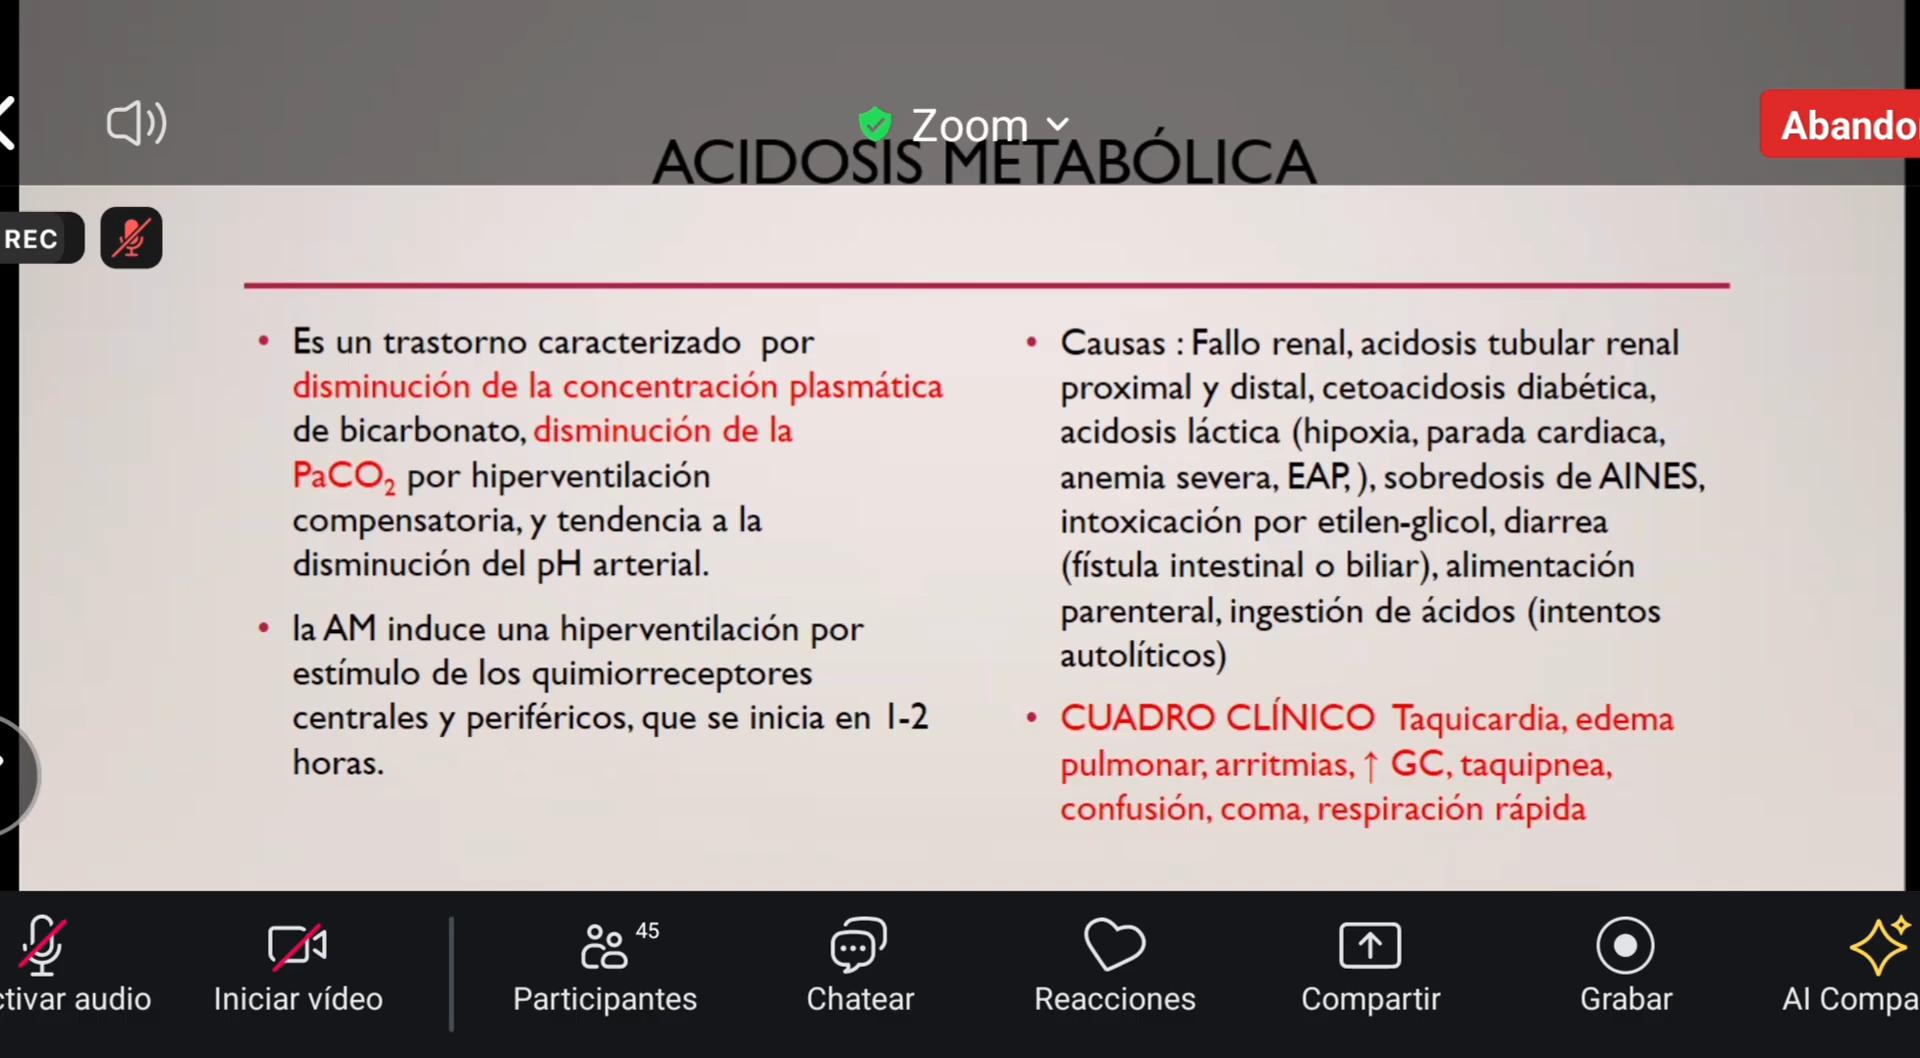 Zoom
Abando
ACIDOSIS METABÓLICA
REC
• Es un trastorno caracterizado por
disminución de la concentración plasmática
de bicarbonato, disminución de la
PaCO₂ por hiperventilación
compensatoria, y tendencia a la
disminución del pH arterial.
• la AM induce una hiperventilación por
estímulo de los quimiorreceptores
centrales y periféricos, que se inicia en 1-2
horas.
• Causas : Fallo renal, acidosis tubular renal
proximal y distal, cetoacidosis diabética,
acidosis láctica (hipoxia, parada cardiaca,
anemia severa, EAP, ), sobredosis de AINES,
intoxicación por etilen-glicol, diarrea
(fístula intestinal o biliar), alimentación
parenteral, ingestión de ácidos (intentos
autolíticos)
• CUADRO CLÍNICO Taquicardia, edema
pulmonar, arritmias, ↑ GC, taquipnea,
confusión, coma, respiración rápida
ctivar audio
Iniciar vídeo
45
Participantes
Chatear
Reacciones
Compartir
Grabar
AI Compa